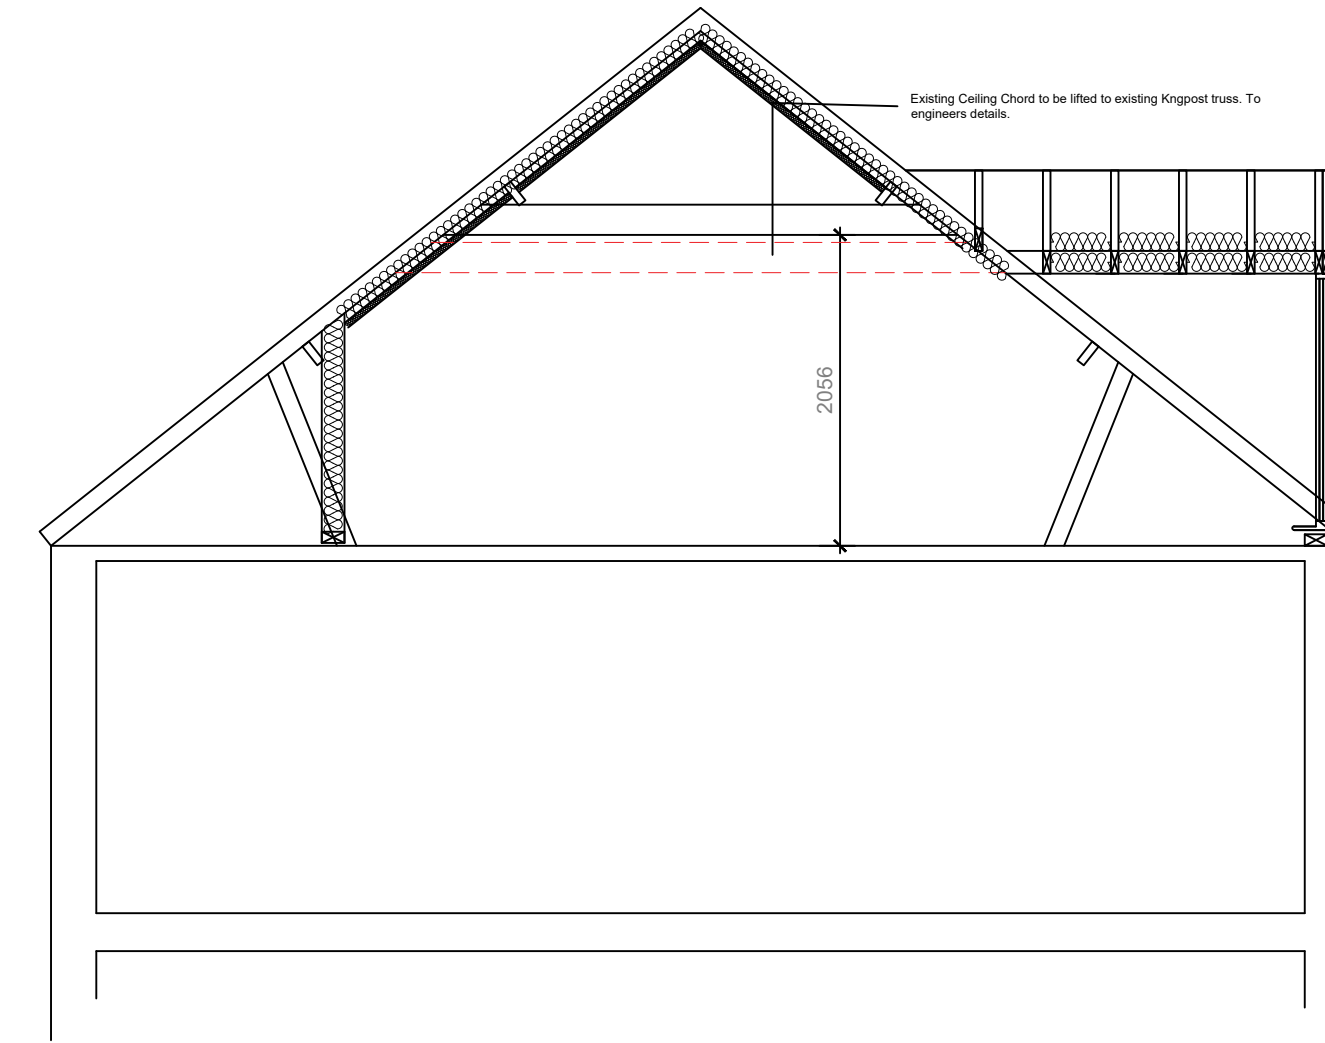 Existing Ceiling Chord to be lifted to existing Kngpost truss. To
engineers details.
2056